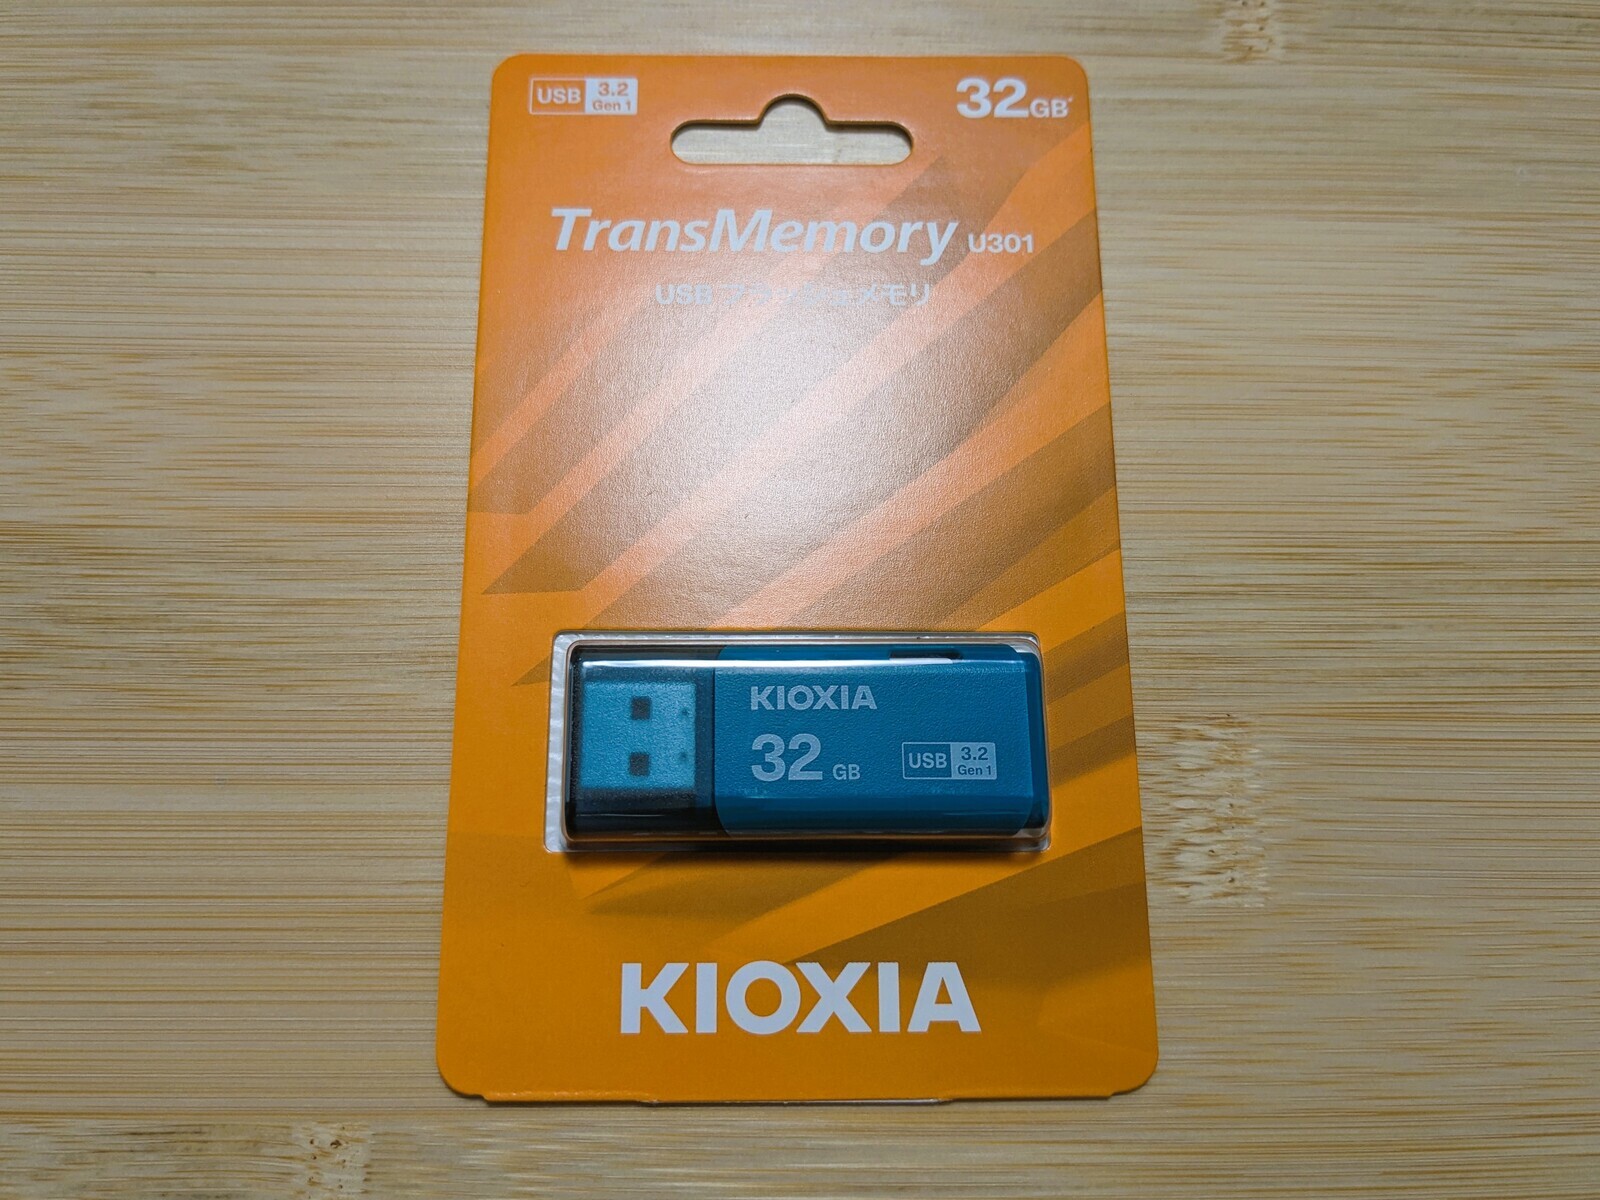 USB 3.2 Gen 1
32GB*
TransMemory U301
USB フラッシュメモリ
KIOXIA
32 GB
USB 3.2 Gen 1
KIOXIA